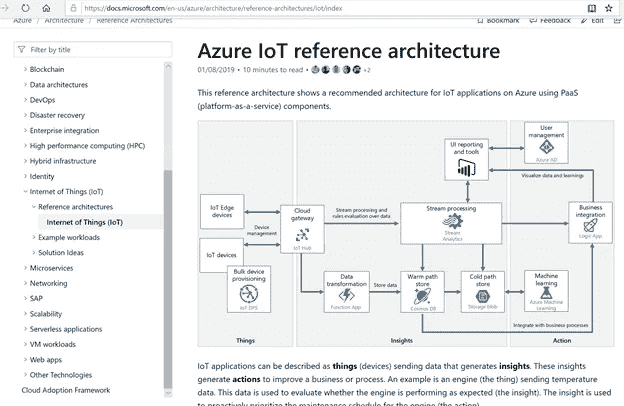 https://docs.microsoft.com/en-us/azure/architecture/reference-architectures/iot/index
Azure / Architecture / Reference Architectures
Bookmark Feedback Edit
Filter by title
Blockchain
Data architectures
DevOps
Disaster recovery
Enterprise integration
High performance computing (HPC)
Hybrid infrastructure
Identity
Internet of Things (IoT)
Reference architectures
Internet of Things (IoT)
Example workloads
Solution Ideas
Microservices
Networking
SAP
Scalability
Serverless applications
VM workloads
Web apps
Other Technologies
Cloud Adoption Framework
Azure IoT reference architecture
01/08/2019 • 10 minutes to read • +2
This reference architecture shows a recommended architecture for IoT applications on Azure using PaaS
(platform-as-a-service) components.
User
management
Azure AD
UI reporting
and tools
Visualize data and learnings
IoT Edge
devices
Device
management
IoT devices
Bulk device
provisioning
IoT DPS
Cloud
gateway
IoT Hub
Stream processing and
rules evaluation over data
Stream processing
Stream
Analytics
Business
integration
Logic App
Data
transformation
Function App
Store data
Warm path
store
Cosmos DB
Cold path
store
Storage blob
Machine
learning
Azure Machine
Learning
Integrate with business processes
Things
Insights
Action
IoT applications can be described as things (devices) sending data that generates insights. These insights
generate actions to improve a business or process. An example is an engine (the thing) sending temperature
data. This data is used to evaluate whether the engine is performing as expected (the insight). The insight is
used to proactively prioritize the maintenance schedule for the engine (the action).